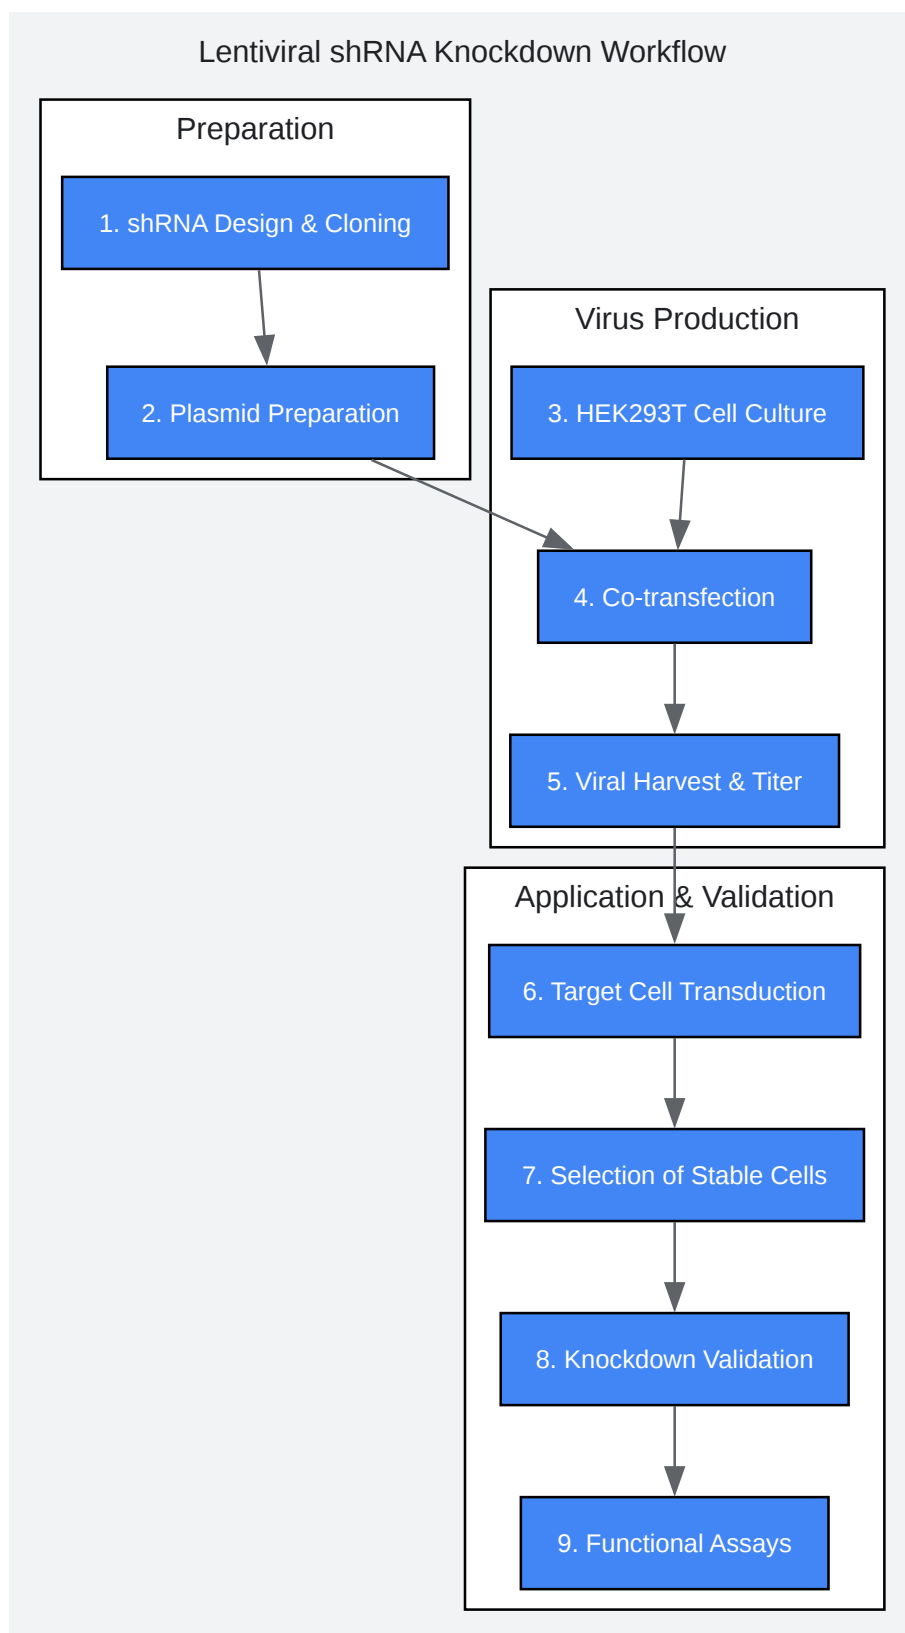 Lentiviral shRNA Knockdown Workflow
Preparation
1. shRNA Design & Cloning
2. Plasmid Preparation
Virus Production
3. HEK293T Cell Culture
4. Co-transfection
5. Viral Harvest & Titer
Application & Validation
6. Target Cell Transduction
7. Selection of Stable Cells
8. Knockdown Validation
9. Functional Assays